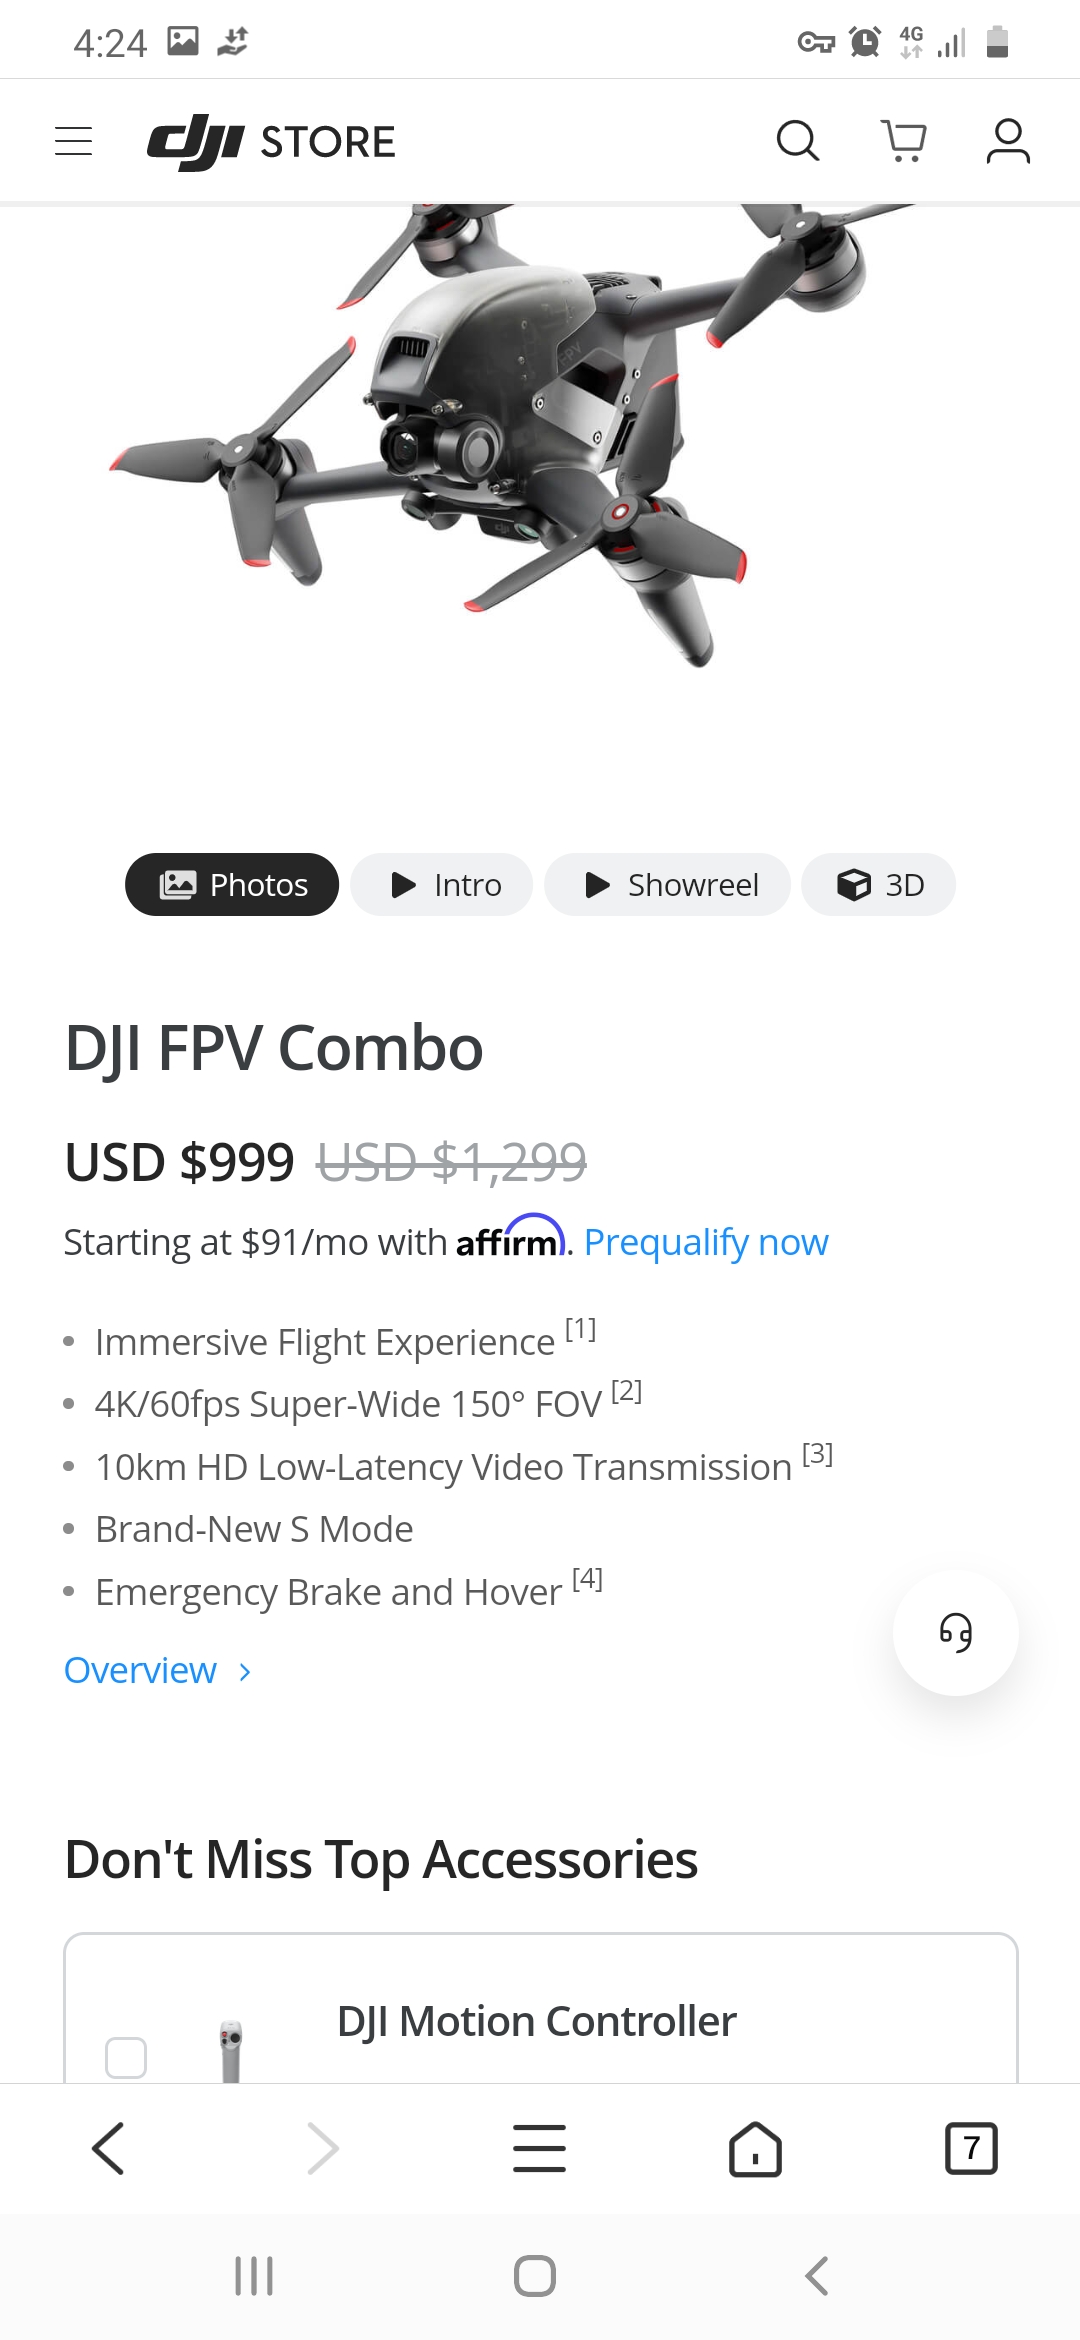 4:24
4G
dji STORE
FPV
dji
Photos
Intro
Showreel
3D
DJI FPV Combo
USD $999 USD $1,299
Starting at $91/mo with affirm. Prequalify now
• Immersive Flight Experience [1]
• 4K/60fps Super-Wide 150° FOV [2]
• 10km HD Low-Latency Video Transmission [3]
• Brand-New S Mode
• Emergency Brake and Hover [4]
Overview ›
Don't Miss Top Accessories
DJI Motion Controller
7